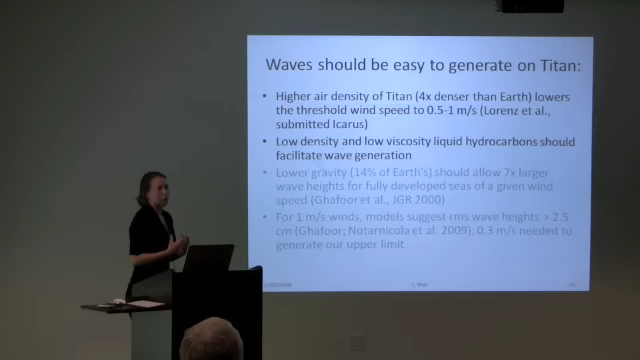 Waves should be easy to generate on Titan:
• Higher air density of Titan (4x denser than Earth) lowers
the threshold wind speed to 0.5-1 m/s (Lorenz et al.,
submitted Icarus)
• Low density and low viscosity liquid hydrocarbons should
facilitate wave generation
• Lower gravity (14% of Earth's) should allow 7x larger
wave heights for fully developed seas of a given wind
speed (Ghafoor et al., JGR 2000)
• For 1 m/s winds, models suggest rms wave heights > 2.5
cm (Ghafoor; Notarnicola et al. 2009); 0.3 m/s needed to
generate our upper limit